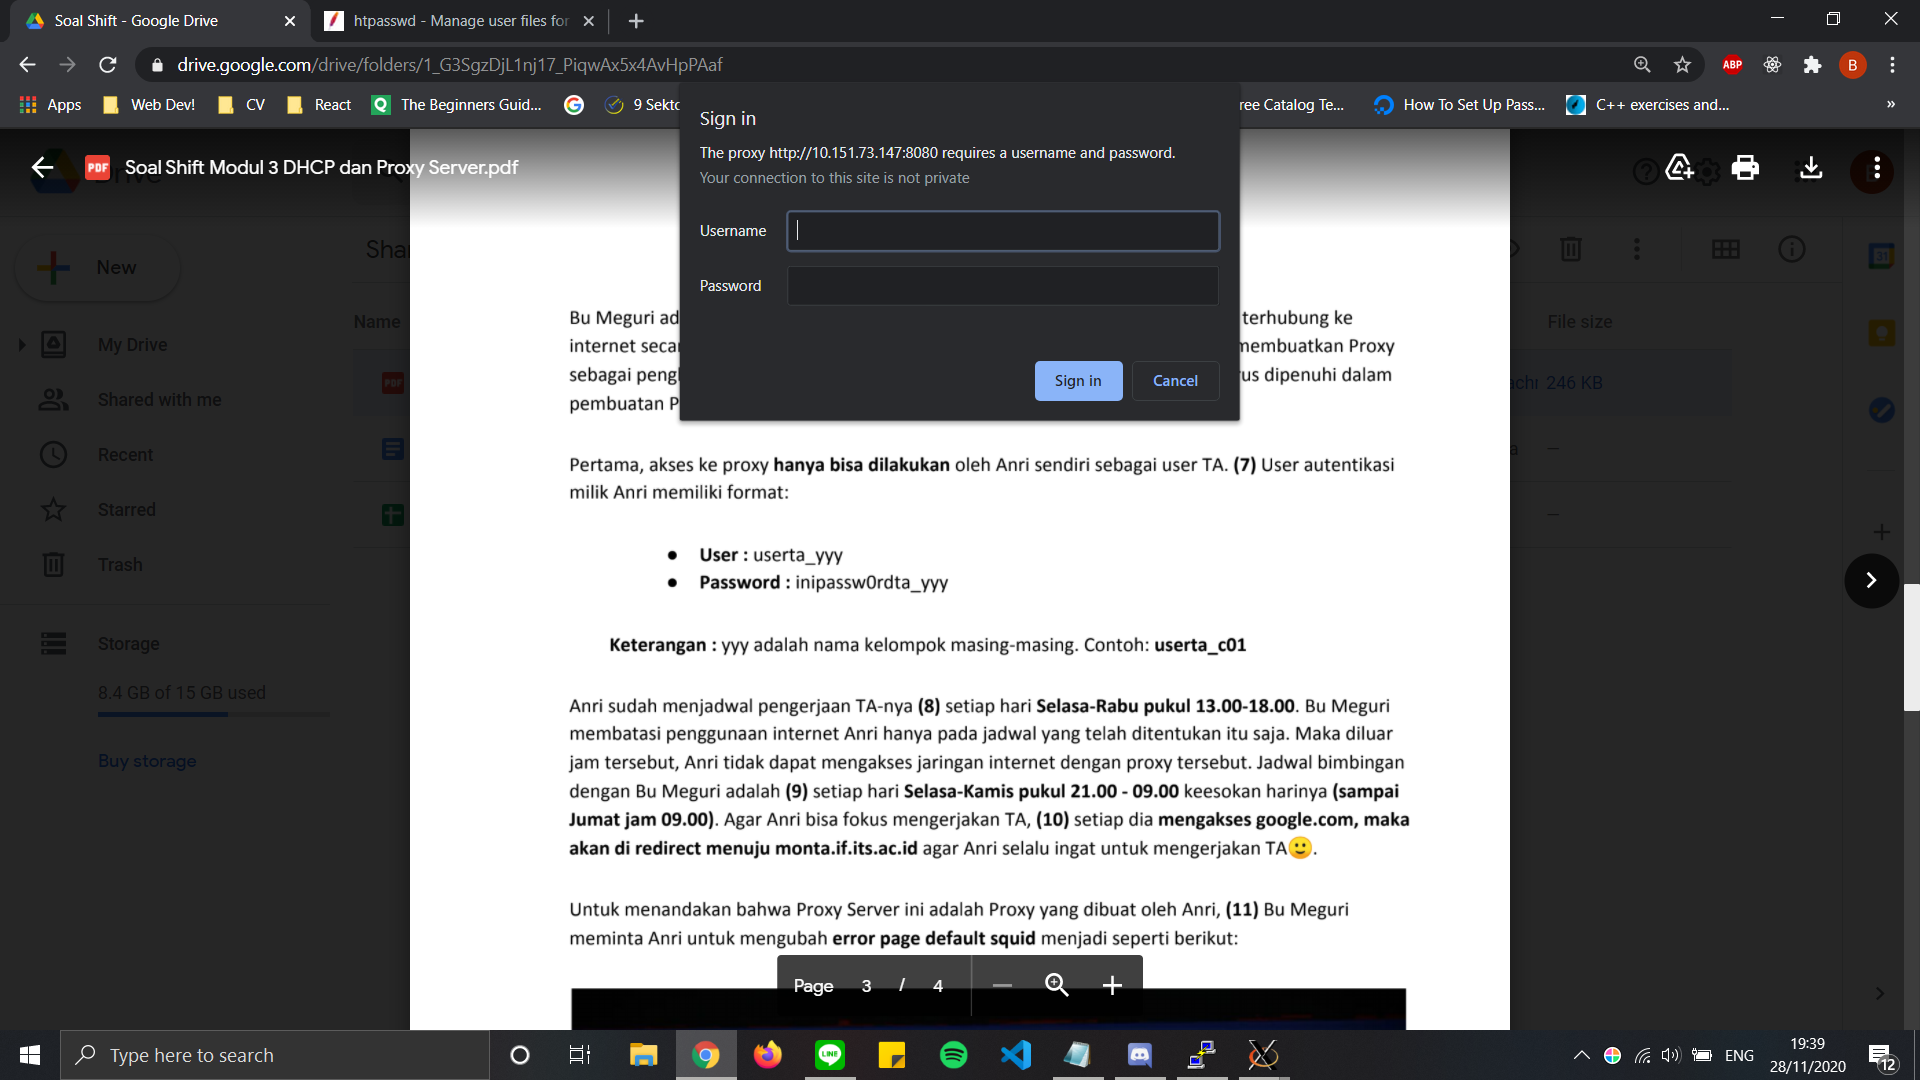 Soal Shift - Google Drive
htpasswd - Manage user files for
drive.google.com/drive/folders/1_G3SgzDjL1nj17_PiqwAx5x4AvHpPAaf
ABP
B
Apps
Web Dev!
CV
React
The Beginners Guid...
9 Sekto
ree Catalog Te...
How To Set Up Pass...
C++ exercises and...
»
PDF
Soal Shift Modul 3 DHCP dan Proxy Server.pdf
Sign in
The proxy http://10.151.73.147:8080 requires a username and password.
Your connection to this site is not private
Username
Password
Sign in
Cancel
New
Shar
Name
File size
My Drive
Shared with me
Recent
Starred
Trash
Storage
8.4 GB of 15 GB used
Buy storage
PDF
achr 246 KB
a
31
Bu Meguri ad
terhubung ke
internet secar
membuatkan Proxy
sebagai pengh
us dipenuhi dalam
pembuatan P
Pertama, akses ke proxy hanya bisa dilakukan oleh Anri sendiri sebagai user TA. (7) User autentikasi
milik Anri memiliki format:
● User : userta_yyy
● Password : inipassw0rdta_yyy
Keterangan : yyy adalah nama kelompok masing-masing. Contoh: userta_c01
Anri sudah menjadwal pengerjaan TA-nya (8) setiap hari Selasa-Rabu pukul 13.00-18.00. Bu Meguri
membatasi penggunaan internet Anri hanya pada jadwal yang telah ditentukan itu saja. Maka diluar
jam tersebut, Anri tidak dapat mengakses jaringan internet dengan proxy tersebut. Jadwal bimbingan
dengan Bu Meguri adalah (9) setiap hari Selasa-Kamis pukul 21.00 - 09.00 keesokan harinya (sampai
Jumat jam 09.00). Agar Anri bisa fokus mengerjakan TA, (10) setiap dia mengakses google.com, maka
akan di redirect menuju monta.if.its.ac.id agar Anri selalu ingat untuk mengerjakan TA🙂.
Untuk menandakan bahwa Proxy Server ini adalah Proxy yang dibuat oleh Anri, (11) Bu Meguri
meminta Anri untuk mengubah error page default squid menjadi seperti berikut:
Page 3 / 4
Type here to search
LINE
ENG
19:39
28/11/2020
12